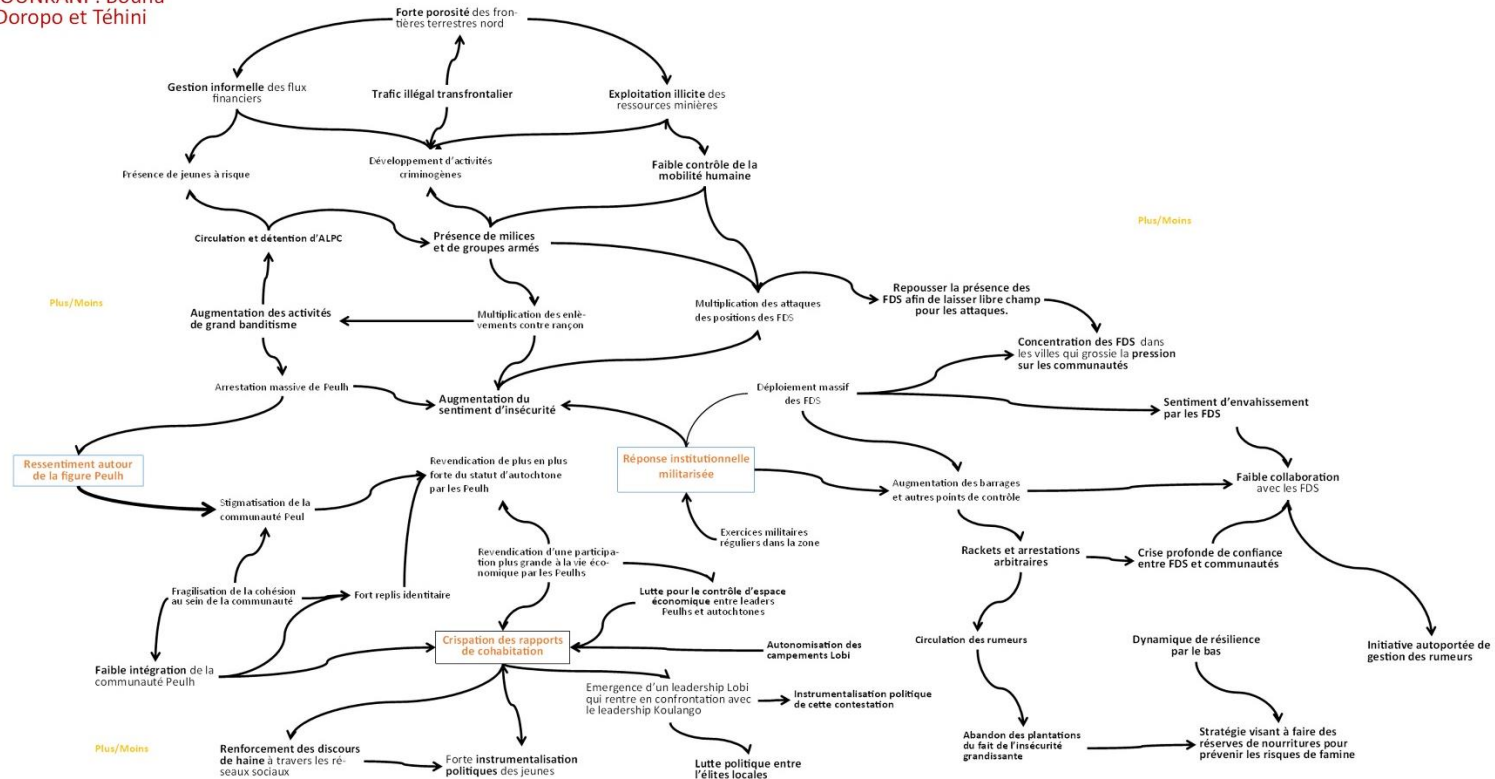 BOUNKANI : Bouna
Doropo et Téhini
Forte porosité des fron-
tières terrestres nord
Gestion informelle des flux
financiers
Trafic illégal transfrontalier
Exploitation illicite des
ressources minières
Présence de jeunes à risque
Développement d'activités
criminogènes
Faible contrôle de la
mobilité humaine
Plus/Moins
Circulation et détention d'ALPC
Présence de milices
et de groupes armés
Plus/Moins
Augmentation des activités
de grand banditisme
Multiplication des enlè-
vements contre rançon
Multiplication des attaques
des positions des FDS
Repousser la présence des
FDS afin de laisser libre champ
pour les attaques.
Concentration des FDS dans
les villes qui grossie la pression
sur les communautés
Arrestation massive de Peulh
Augmentation du
sentiment d'insécurité
Déploiement massif
des FDS
Sentiment d'envahissement
par les FDS
Ressentiment autour
de la figure Peulh
Revendication de plus en plus
forte du statut d'autochtone
par les Peulh
Réponse institutionnelle
militarisée
Augmentation des barrages
et autres points de contrôle
Faible collaboration
avec les FDS
Stigmatisation de la
communauté Peul
Exercices militaires
réguliers dans la zone
Revendication d'une participa-
tion plus grande à la vie éco-
nomique par les Peulhs
Rackets et arrestations
arbitraires
Crise profonde de confiance
entre FDS et communautés
Fragilisation de la cohésion
au sein de la communauté
Fort replis identitaire
Lutte pour le contrôle d'espace
économique entre leaders
Peulhs et autochtones
Crispation des rapports
de cohabitation
Autonomisation des
campements Lobi
Circulation des rumeurs
Dynamique de résilience
par le bas
Initiative autoportée de
gestion des rumeurs
Faible intégration de la
communauté Peulh
Emergence d'un leadership Lobi
qui rentre en confrontation avec
le leadership Koulango
Instrumentalisation politique
de cette contestation
Plus/Moins
Renforcement des discours
de haine à travers les ré-
seaux sociaux
Forte instrumentalisation
politiques des jeunes
Lutte politique entre
l'élites locales
Abandon des plantations
du fait de l'insécurité
grandissante
Stratégie visant à faire des
réserves de nourritures pour
prévenir les risques de famine